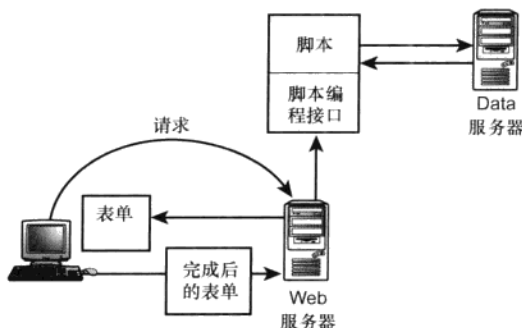 脚本
脚本编
程接口
Data
服务器
请求
表单
完成后
的表单
Web
服务器